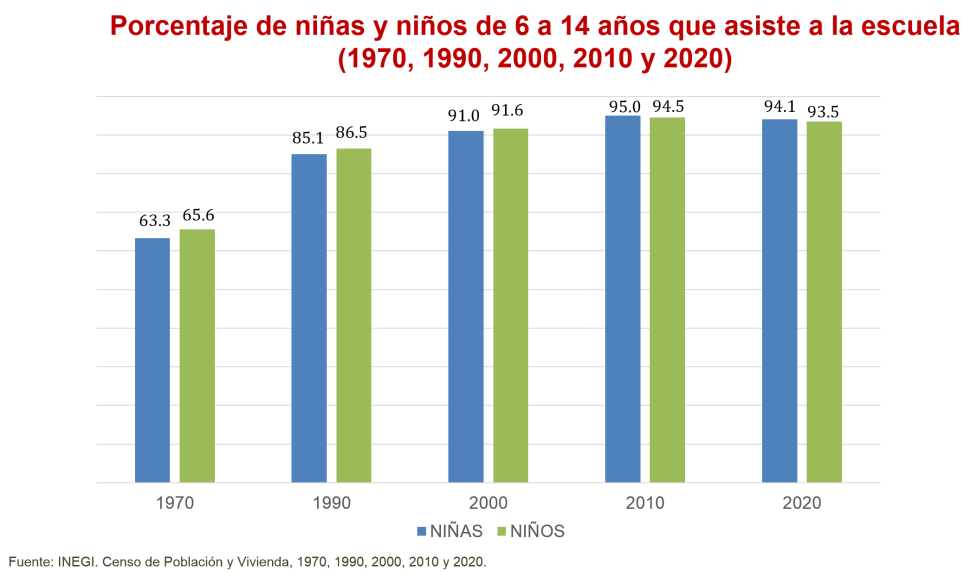 Porcentaje de niñas y niños de 6 a 14 años que asiste a la escuela
(1970, 1990, 2000, 2010 y 2020)
63.3 65.6 85.1 86.5 91.0 91.6 95.0 94.5 94.1 93.5
1970 1990 2000 2010 2020
NIÑAS NIÑOS
Fuente: INEGI. Censo de Población y Vivienda, 1970, 1990, 2000, 2010 y 2020.